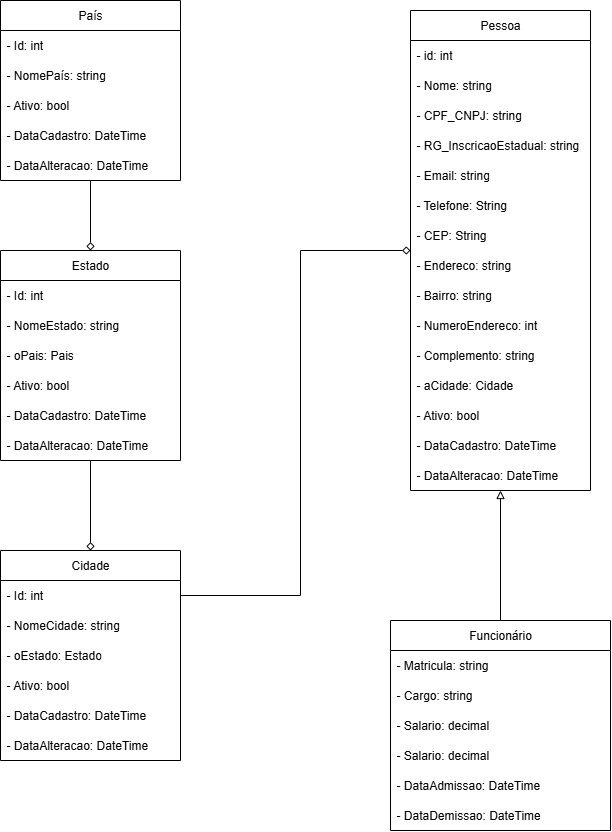 País
- Id: int
- NomePaís: string
- Ativo: bool
- DataCadastro: DateTime
- DataAlteracao: DateTime
Estado
- Id: int
- NomeEstado: string
- oPais: Pais
- Ativo: bool
- DataCadastro: DateTime
- DataAlteracao: DateTime
Cidade
- Id: int
- NomeCidade: string
- oEstado: Estado
- Ativo: bool
- DataCadastro: DateTime
- DataAlteracao: DateTime
Pessoa
- id: int
- Nome: string
- CPF_CNPJ: string
- RG_InscricaoEstadual: string
- Email: string
- Telefone: String
- CEP: String
- Endereco: string
- Bairro: string
- NumeroEndereco: int
- Complemento: string
- aCidade: Cidade
- Ativo: bool
- DataCadastro: DateTime
- DataAlteracao: DateTime
Funcionário
- Matricula: string
- Cargo: string
- Salario: decimal
- Salario: decimal
- DataAdmissao: DateTime
- DataDemissao: DateTime